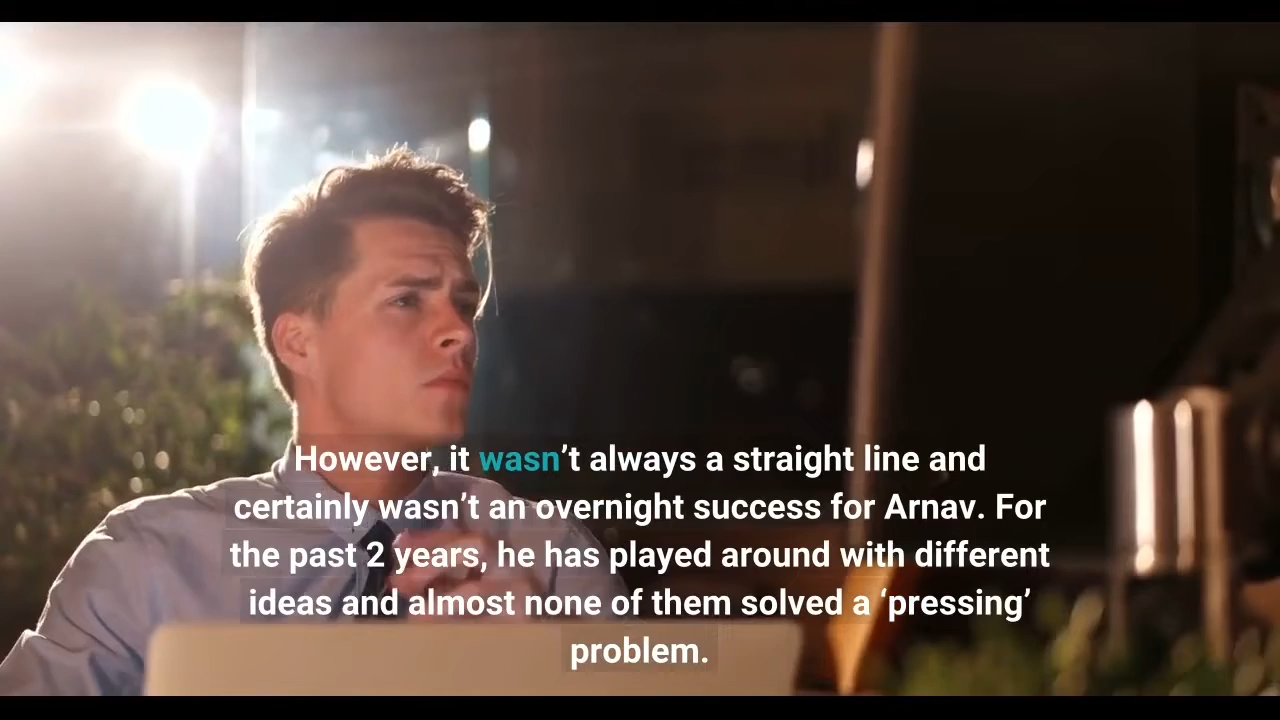 However, it wasn’t always a straight line and
certainly wasn’t an overnight success for Arnav. For
the past 2 years, he has played around with different
ideas and almost none of them solved a ‘pressing’
problem.